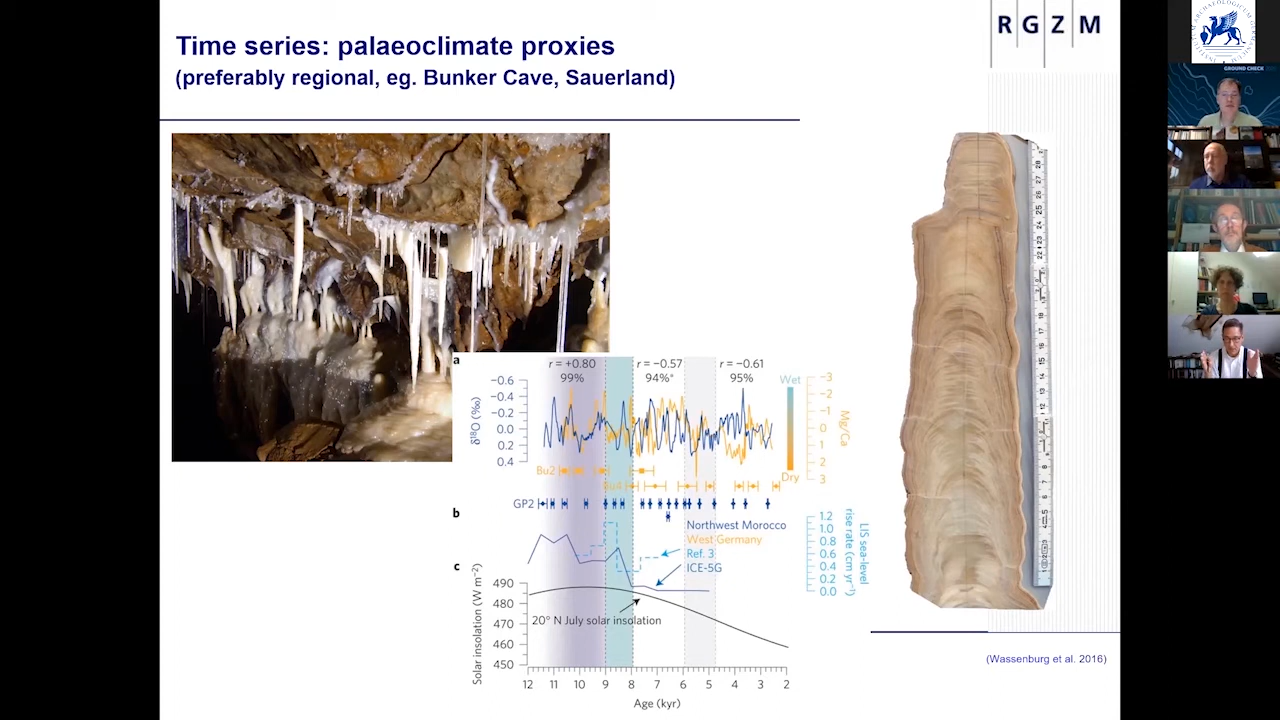 Time series: palaeoclimate proxies
(preferably regional, eg. Bunker Cave, Sauerland)
R G Z M
GROUND CHECK
a
r = +0.80
r = −0.57
r = −0.61
99%
94%*
95%
Wet
−0.6
−0.4
−0.2
0.0
0.2
0.4
δ18O (‰)
−3
−2
−1
0
1
2
3
Mg/Ca
Dry
Bu2
Bu4
GP2
b
Northwest Morocco
West Germany
Ref. 3
ICE-5G
1.2
1.0
0.8
0.6
0.4
0.2
0.0
LIS sea-level
rise rate (cm yr−1)
c
490
480
470
460
450
Solar insolation (W m−2)
20° N July solar insolation
12 11 10 9 8 7 6 5 4 3 2
Age (kyr)
(Wassenburg et al. 2016)